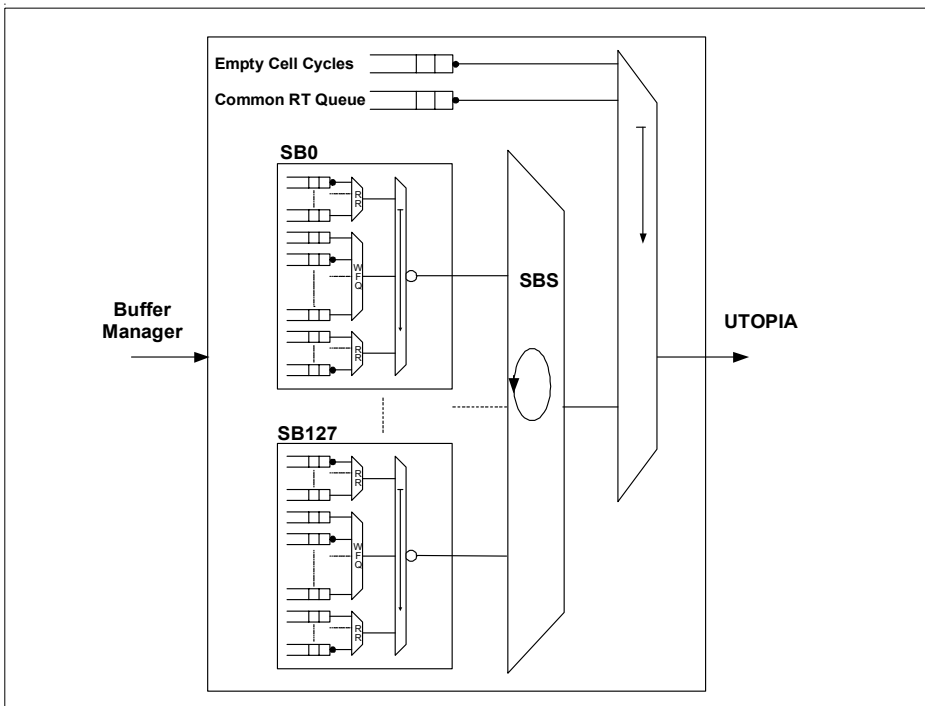 Empty Cell Cycles
Common RT Queue
SB0
RR
WFQ
RR
SBS
Buffer
Manager
UTOPIA
SB127
RR
WFQ
RR